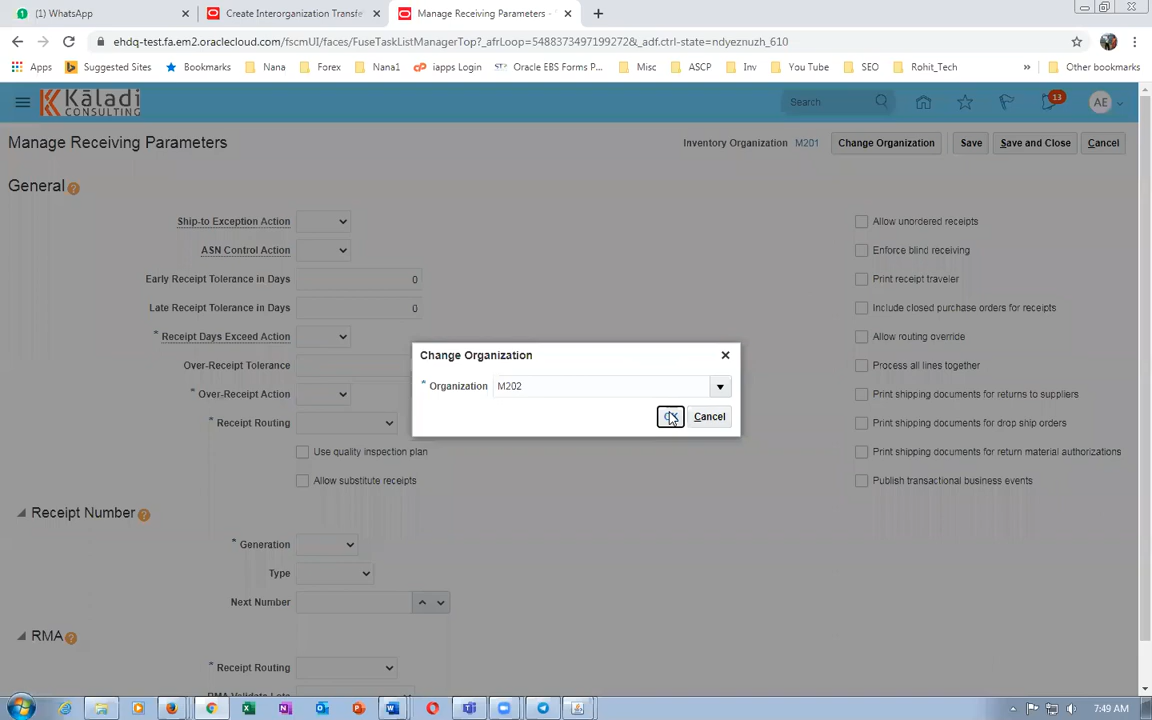 (1) WhatsApp
Create Interorganization Transfe
Manage Receiving Parameters -
ehdq-test.fa.em2.oraclecloud.com/fscmUI/faces/FuseTaskListManagerTop?_afrLoop=5488373497199272&_adf.ctrl-state=ndyeznuzh_610
Apps
Suggested Sites
Bookmarks
Nana
Forex
Nana1
iapps Login
Oracle EBS Forms P...
Misc
ASCP
Inv
You Tube
SEO
Rohit_Tech
»
Other bookmarks
Kaladi
CONSULTING
Search
13
AE
Manage Receiving Parameters
Inventory Organization M201
Change Organization
Save
Save and Close
Cancel
General
Ship-to Exception Action
ASN Control Action
Early Receipt Tolerance in Days 0
Late Receipt Tolerance in Days 0
* Receipt Days Exceed Action
Over-Receipt Tolerance
* Over-Receipt Action
* Receipt Routing
Use quality inspection plan
Allow substitute receipts
Allow unordered receipts
Enforce blind receiving
Print receipt traveler
Include closed purchase orders for receipts
Allow routing override
Process all lines together
Print shipping documents for returns to suppliers
Print shipping documents for drop ship orders
Print shipping documents for return material authorizations
Publish transactional business events
Change Organization
* Organization M202
Cancel
Receipt Number
* Generation
Type
Next Number
RMA
* Receipt Routing
7:49 AM